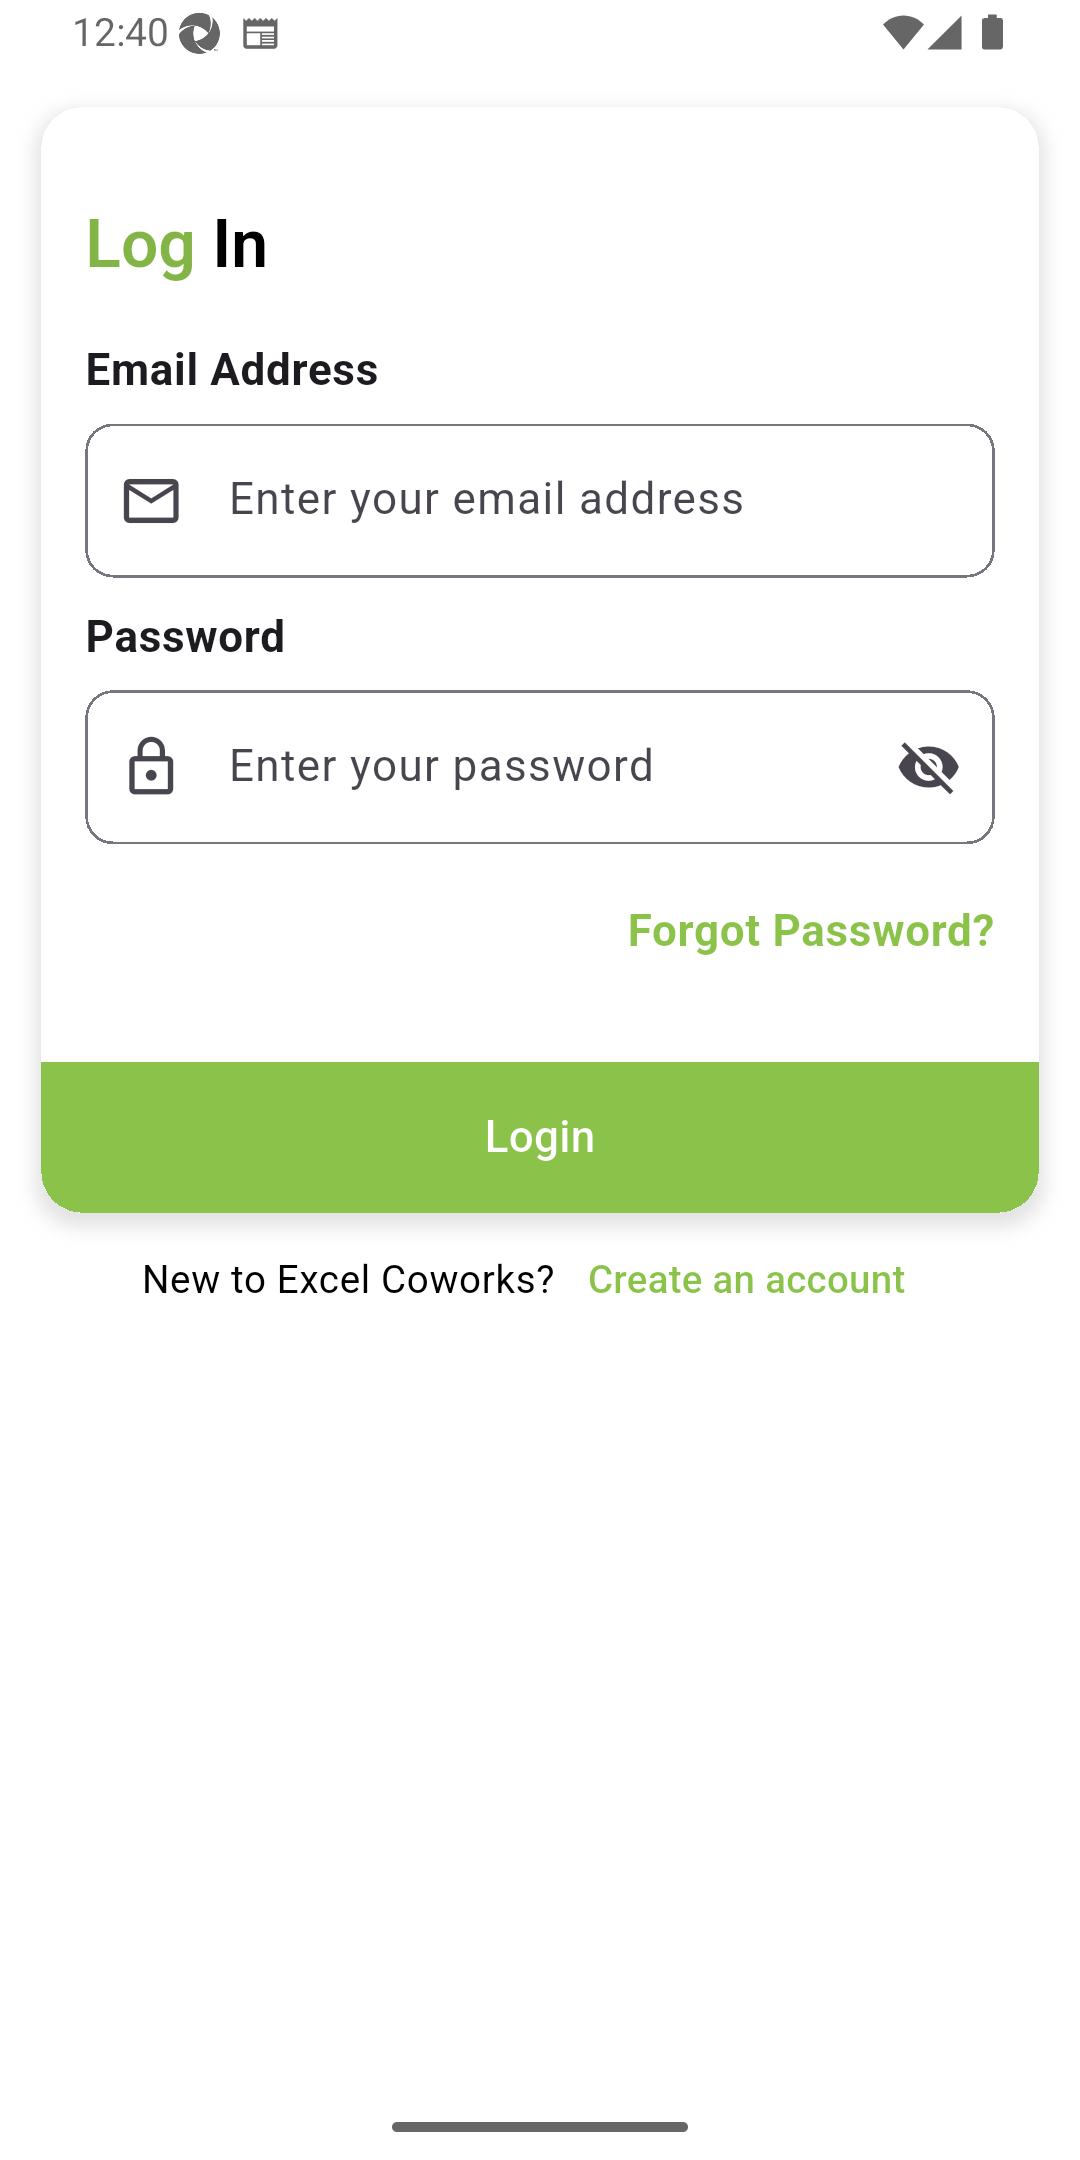 12:40
Log In
Email Address
Enter your email address
Password
Enter your password
Forgot Password?
Login
New to Excel Coworks? Create an account